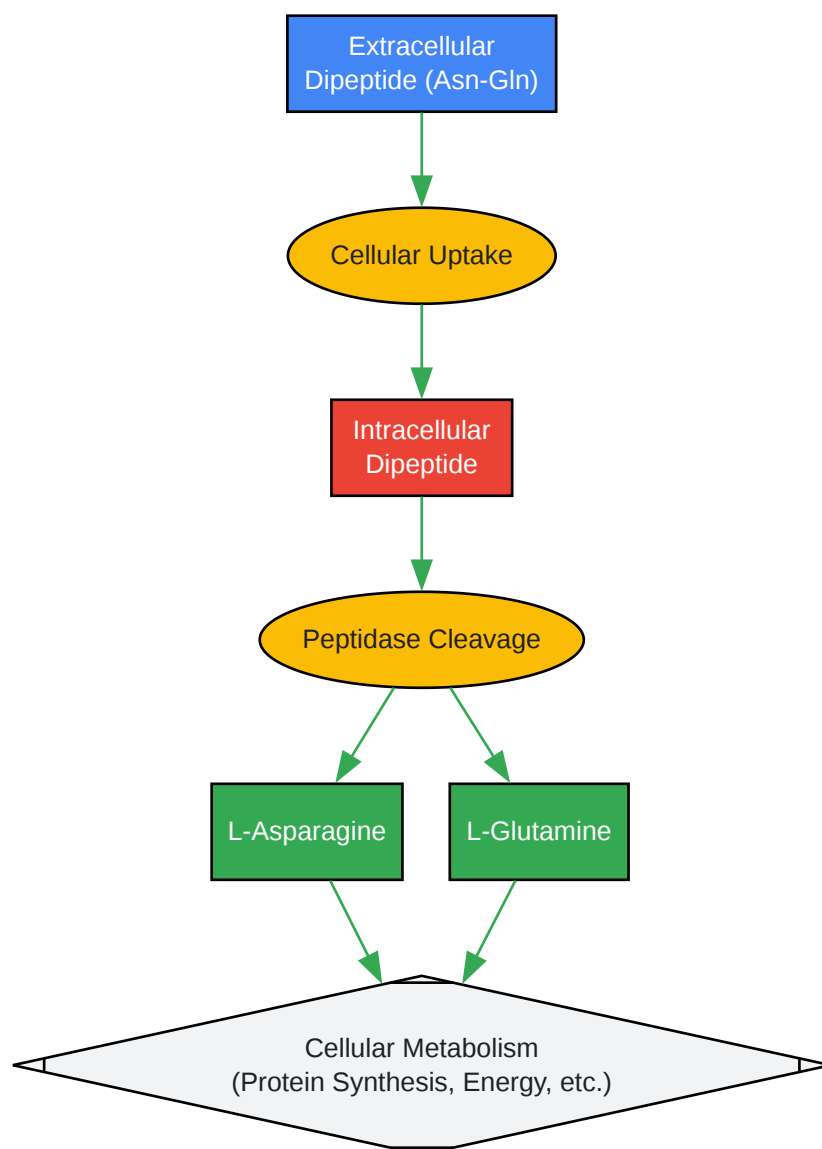 Extracellular
Dipeptide (Asn-Gln)
Cellular Uptake
Intracellular
Dipeptide
Peptidase Cleavage
L-Asparagine
L-Glutamine
Cellular Metabolism
(Protein Synthesis, Energy, etc.)